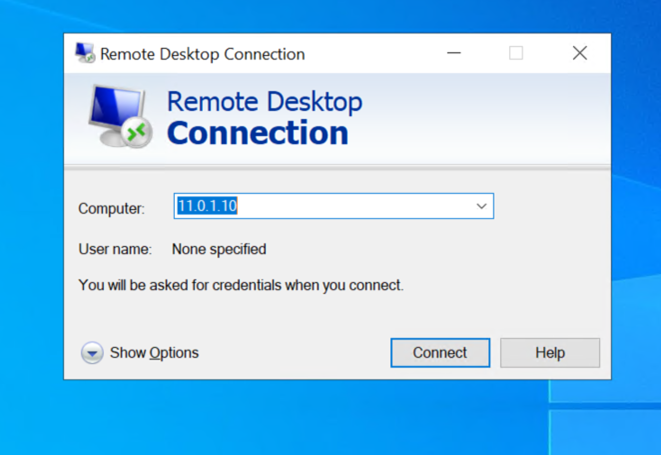 Remote Desktop Connection
Remote Desktop
Connection
Computer: 11.0.1.10
User name: None specified
You will be asked for credentials when you connect.
Show Options
Connect Help